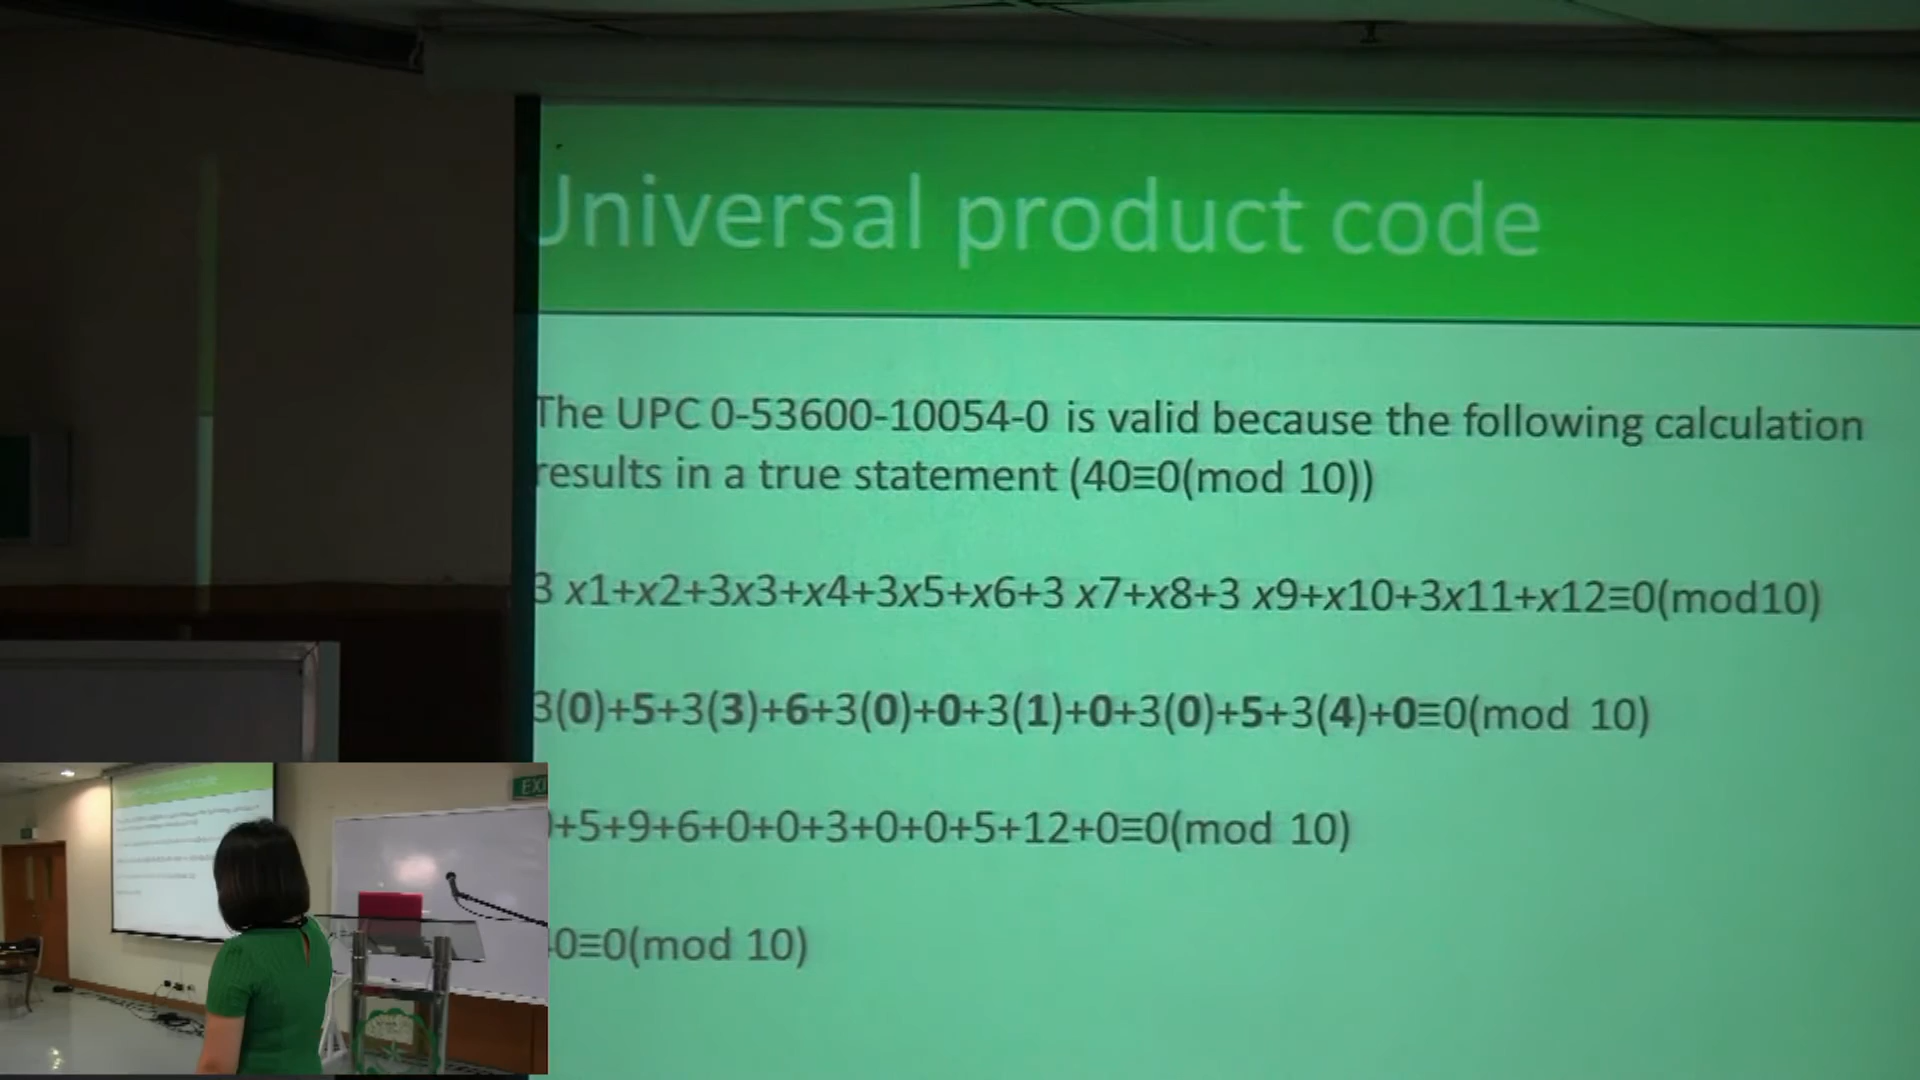 Universal product code
The UPC 0-53600-10054-0 is valid because the following calculation
results in a true statement (40≡0(mod 10))
3 x1+x2+3x3+x4+3x5+x6+3 x7+x8+3 x9+x10+3x11+x12≡0(mod10)
3(0)+5+3(3)+6+3(0)+0+3(1)+0+3(0)+5+3(4)+0≡0(mod 10)
0+5+9+6+0+0+3+0+0+5+12+0≡0(mod 10)
40≡0(mod 10)
EXI